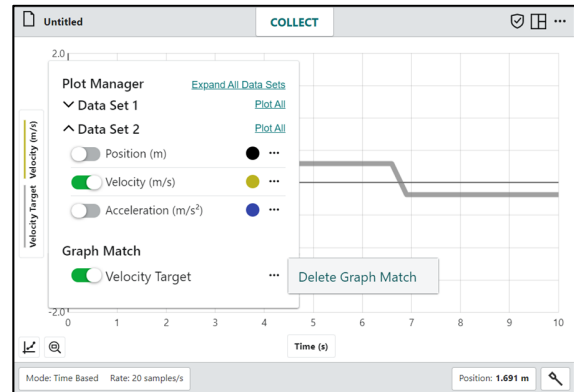 Untitled
COLLECT
2.0
Plot Manager
Expand All Data Sets
Data Set 1
Plot All
Data Set 2
Plot All
Position (m)
Velocity (m/s)
Acceleration (m/s²)
Graph Match
Velocity Target
Delete Graph Match
Velocity (m/s)
Velocity Target
-2.0
0 1 2 3 4 5 6 7 8 9 10
Time (s)
Mode: Time Based Rate: 20 samples/s
Position: 1.691 m